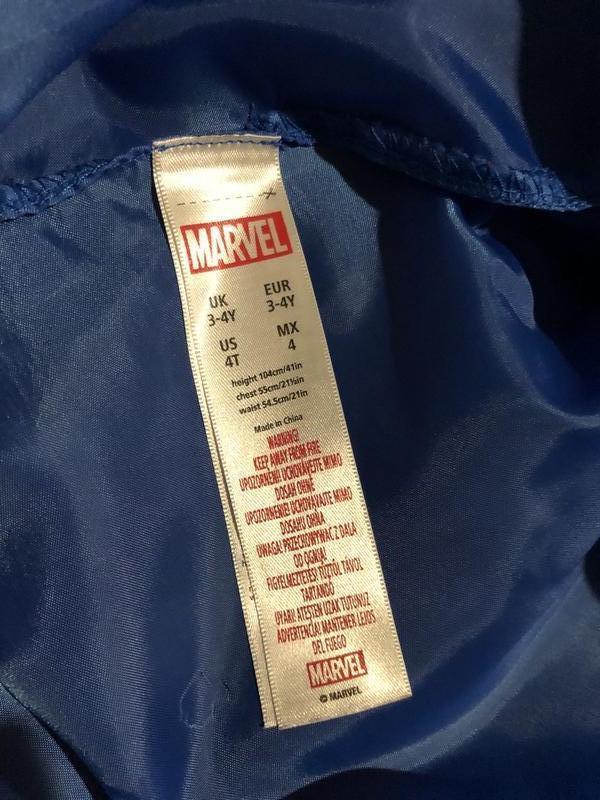 MARVEL
UK EUR
3-4Y 3-4Y
US MX
4T 4
height 104cm/41in
chest 55cm/21½in
waist 54.5cm/21in
Made in China
WARNING!
KEEP AWAY FROM FIRE
UPOZORNENI! UCHOVÁVEJTE MIMO
DOSAH OHNĚ
UPOZORNENIE! UCHOVÁVAJTE MIMO
DOSAHU OHŇA
UWAGA! PRZECHOWYWAĆ Z DALA
OD OGNIA!
FIGYELMEZTETÉS! TŰZTŐL TÁVOL
TARTANDÓ
UYARI: ATEŞTEN UZAK TUTUNUZ
ADVERTENCIA! MANTENER LEJOS
DEL FUEGO
MARVEL
© MARVEL